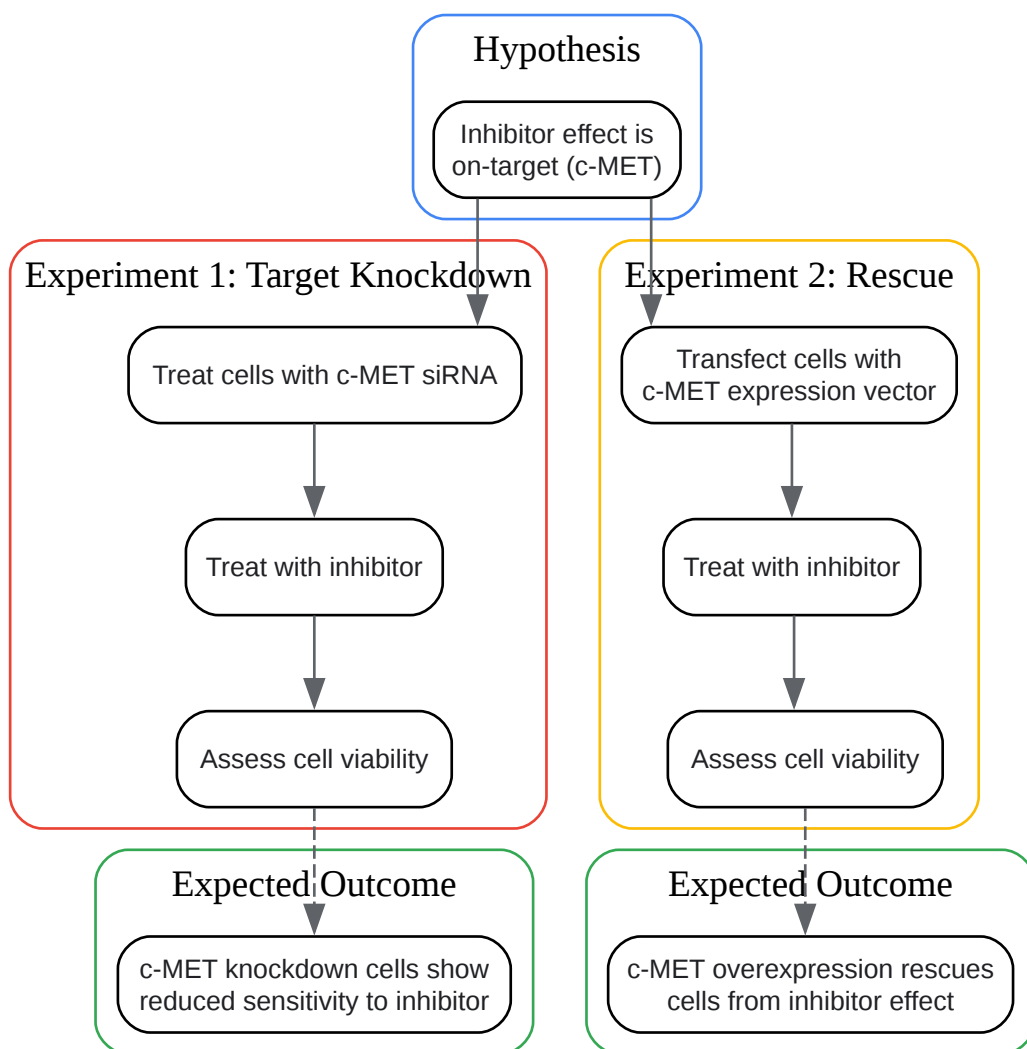 Hypothesis
Inhibitor effect is
on-target (c-MET)
Experiment 1: Target Knockdown
Treat cells with c-MET siRNA
Treat with inhibitor
Assess cell viability
Expected Outcome
c-MET knockdown cells show
reduced sensitivity to inhibitor
Experiment 2: Rescue
Transfect cells with
c-MET expression vector
Treat with inhibitor
Assess cell viability
Expected Outcome
c-MET overexpression rescues
cells from inhibitor effect